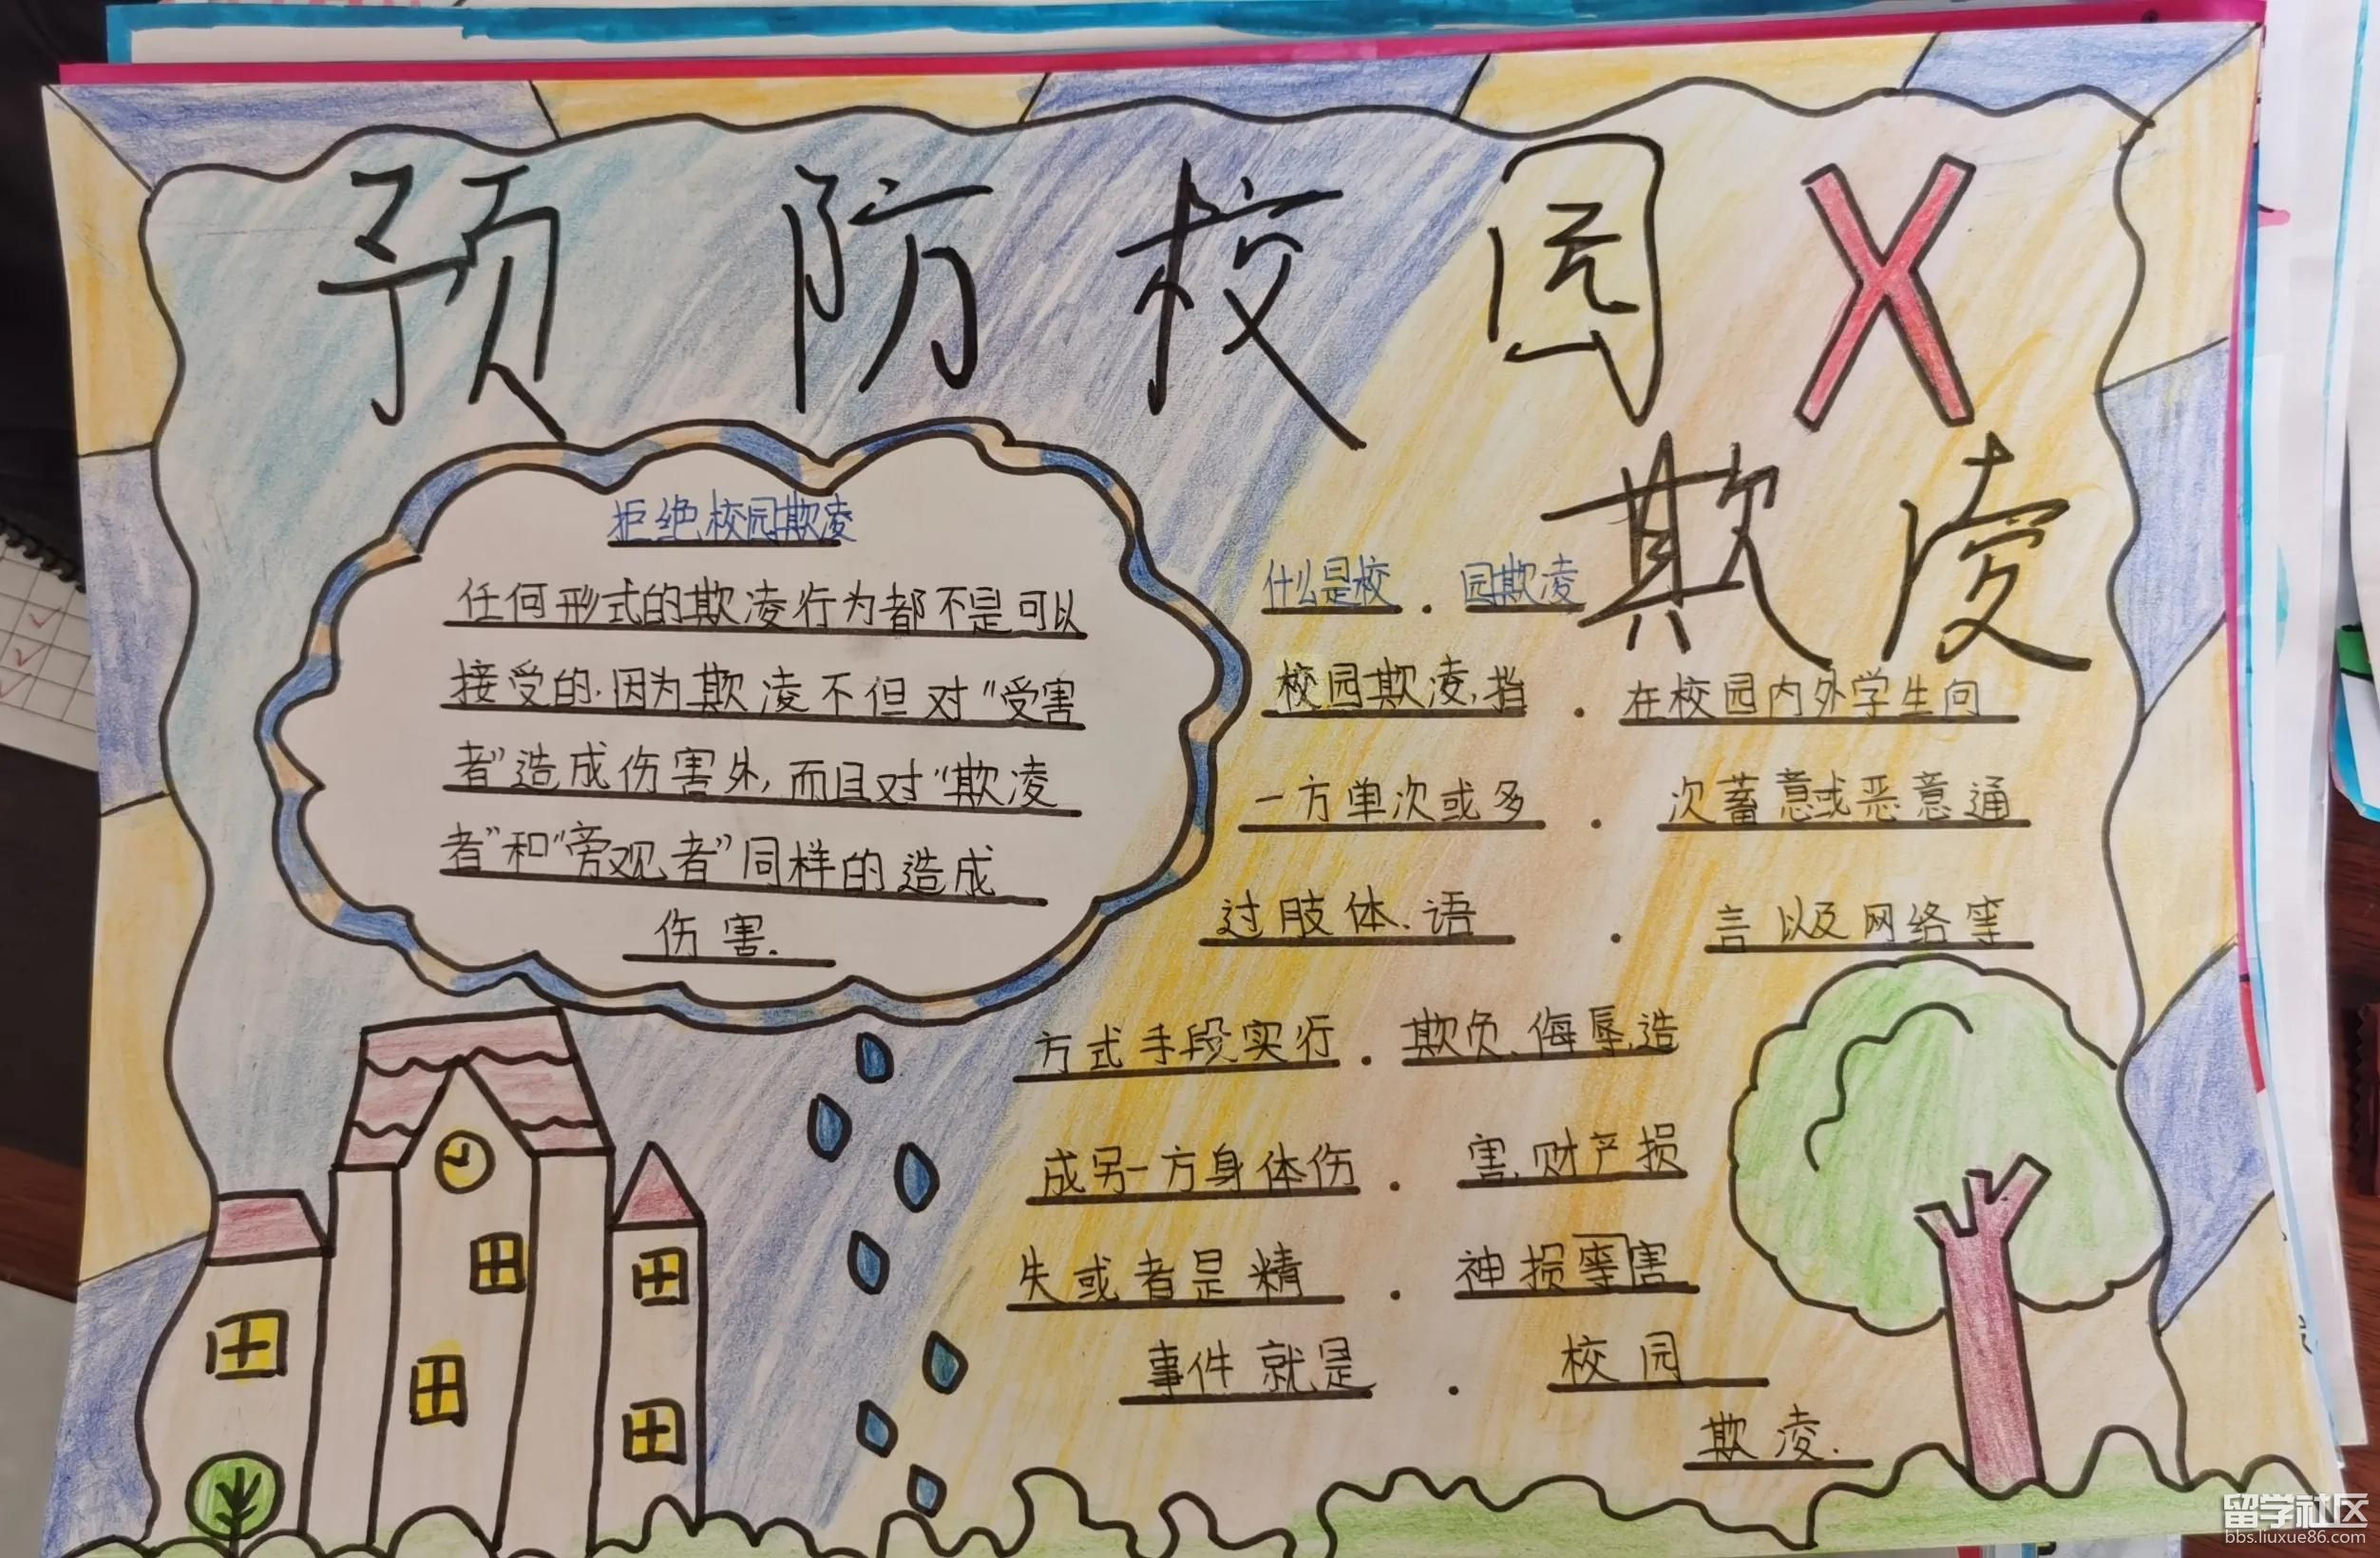 预防校园
欺凌
拒绝校园欺凌
任何形式的欺凌行为都不是可以
接受的.因为欺凌不但对“受害
者”造成伤害外,而且对“欺凌
者”和“旁观者”同样的造成
伤害.
什么是校.园欺凌
校园欺凌,指.在校园内外学生向
一方单次或多.次蓄意或恶意通
过肢体.语.言以及网络等
方式手段实行.欺负、侮辱造
成另一方身体伤.害、财产损
失或者是精.神损等害
事件就是.校园
欺凌.
留学社区
bbs.liuxue86.com